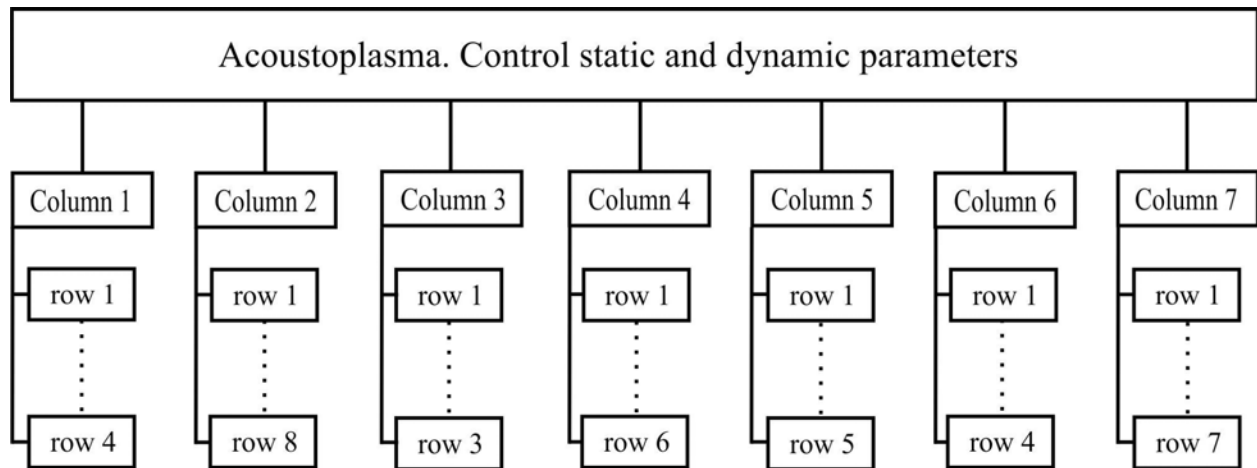 Acoustoplasma. Control static and dynamic parameters
Column 1
Column 2
Column 3
Column 4
Column 5
Column 6
Column 7
row 1
row 1
row 1
row 1
row 1
row 1
row 1
row 4
row 8
row 3
row 6
row 5
row 4
row 7